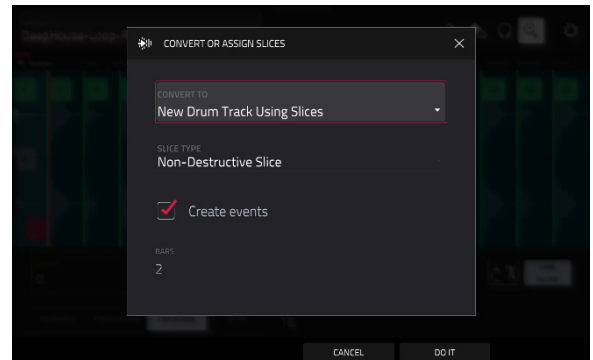 CONVERT OR ASSIGN SLICES
CONVERT TO
New Drum Track Using Slices
SLICE TYPE
Non-Destructive Slice
Create events
BARS
2
CANCEL DO IT